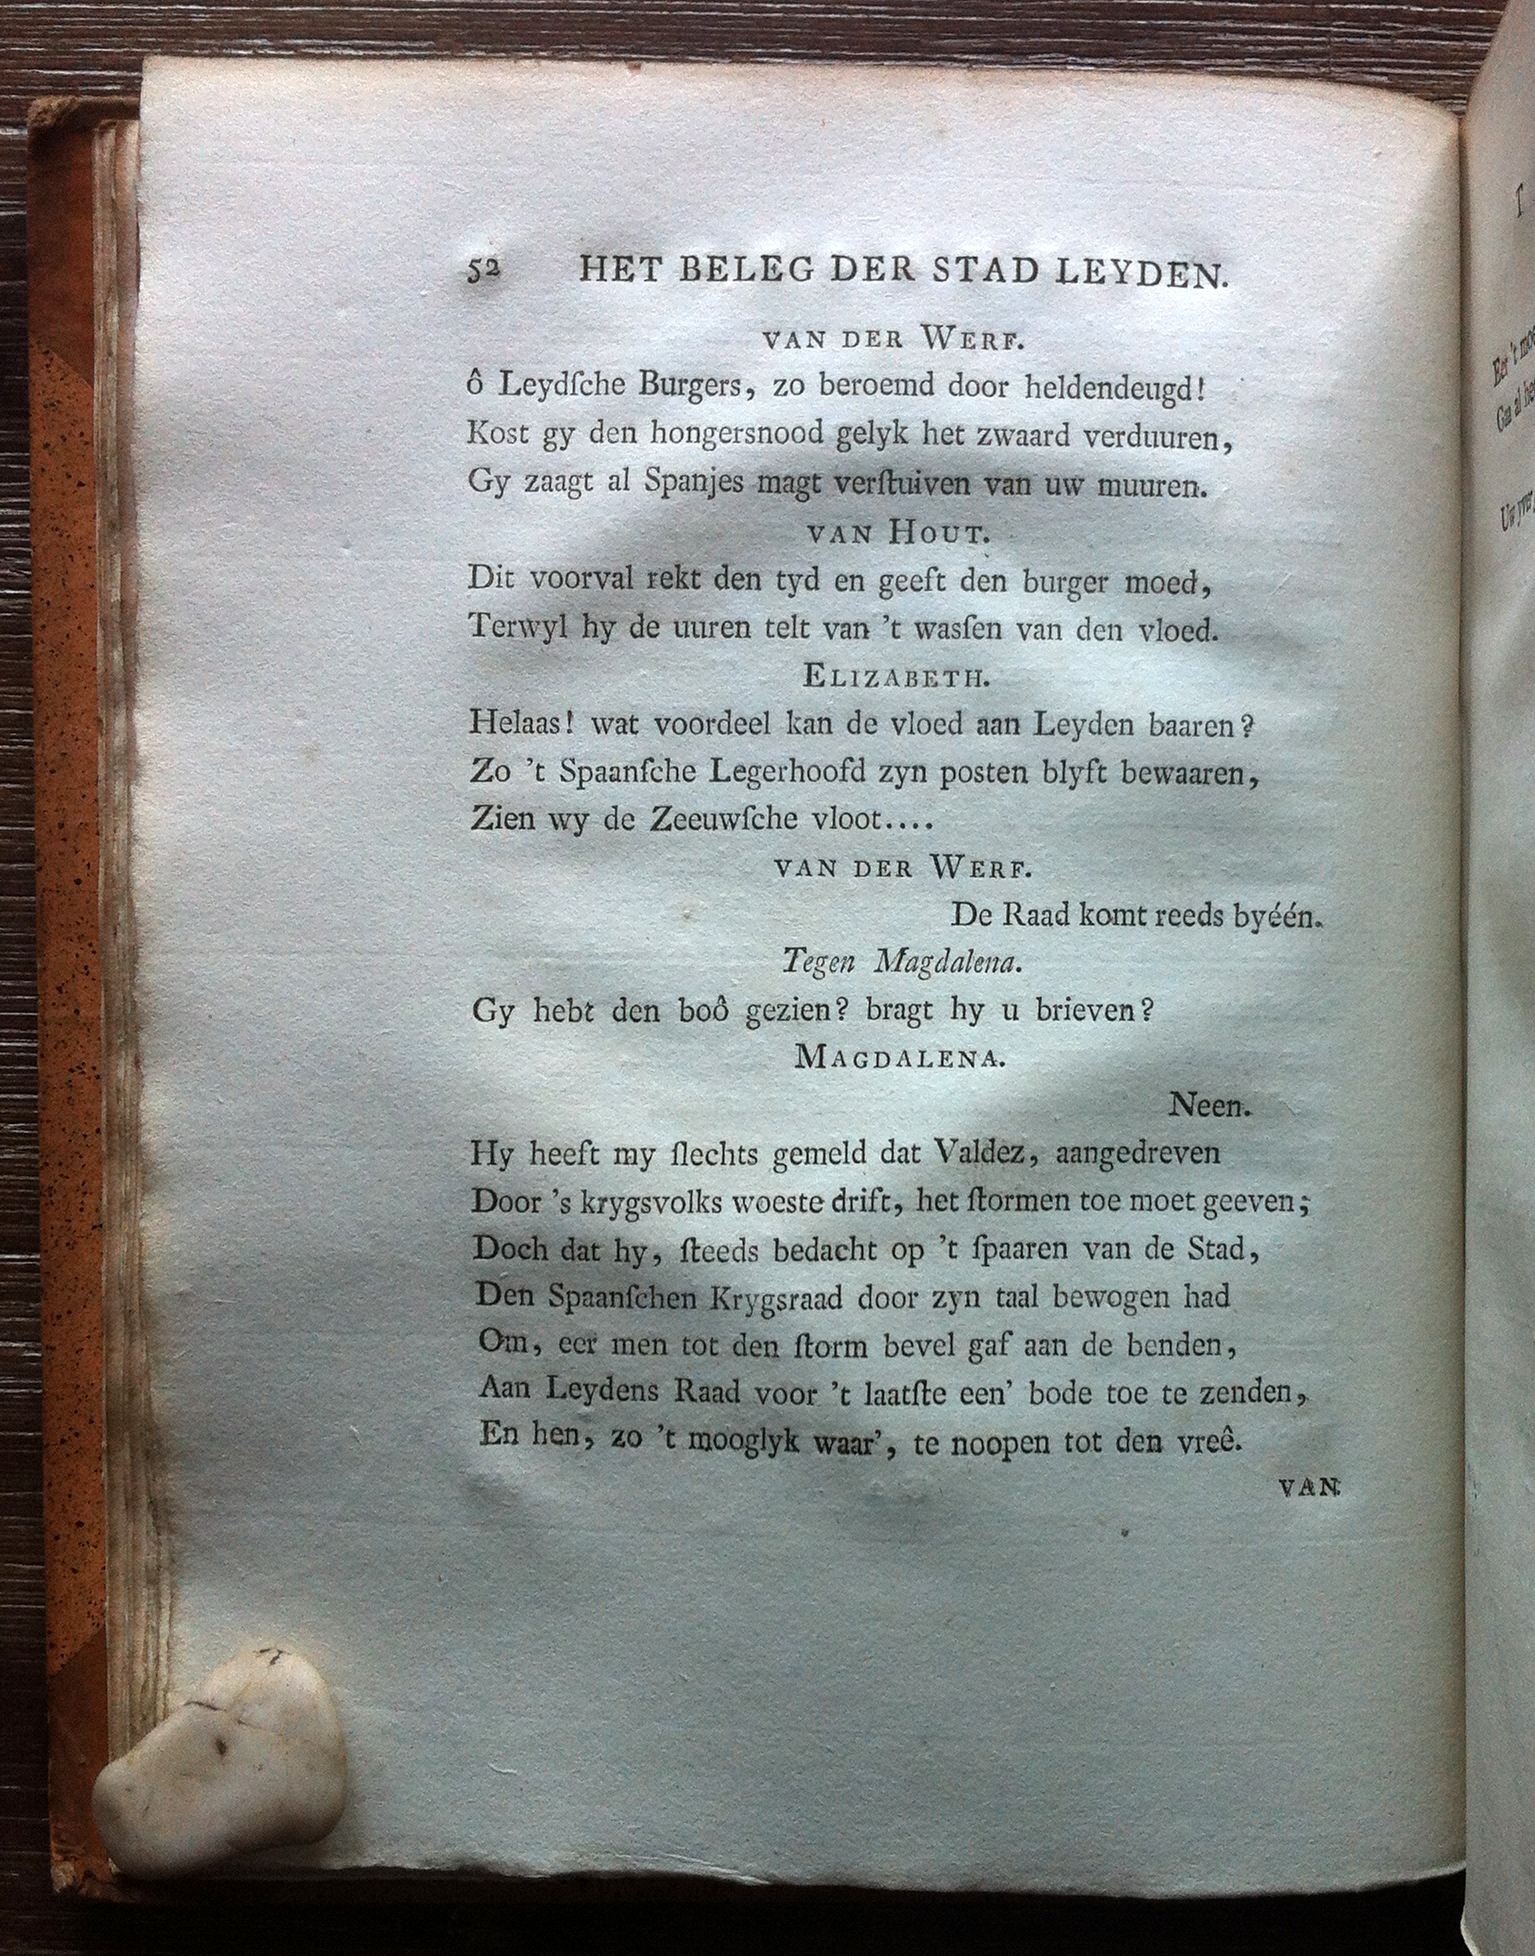 52 HET BELEG DER STAD LEYDEN.
VAN DER WERF.
ô Leydſche Burgers, zo beroemd door heldendeugd!
Kost gy den hongersnood gelyk het zwaard verduuren,
Gy zaagt al Spanjes magt verſtuiven van uw muuren.
VAN HOUT.
Dit voorval rekt den tyd en geeft den burger moed,
Terwyl hy de uuren telt van 't wasſen van den vloed.
ELIZABETH.
Helaas! wat voordeel kan de vloed aan Leyden baaren?
Zo 't Spaanſche Legerhoofd zyn posten blyft bewaaren,
Zien wy de Zeeuwſche vloot....
VAN DER WERF.
De Raad komt reeds byéén.
Tegen Magdalena.
Gy hebt den boô gezien? bragt hy u brieven?
MAGDALENA.
Neen.
Hy heeft my ſlechts gemeld dat Valdez, aangedreven
Door 's krygsvolks woeste drift, het ſtormen toe moet geeven;
Doch dat hy, ſteeds bedacht op 't ſpaaren van de Stad,
Den Spaanſchen Krygsraad door zyn taal bewogen had
Om, eer men tot den ſtorm bevel gaf aan de benden,
Aan Leydens Raad voor 't laatſte een' bode toe te zenden,
En hen, zo 't mooglyk waar', te noopen tot den vreê.
VAN
Eer 't
Gaa al
Uw